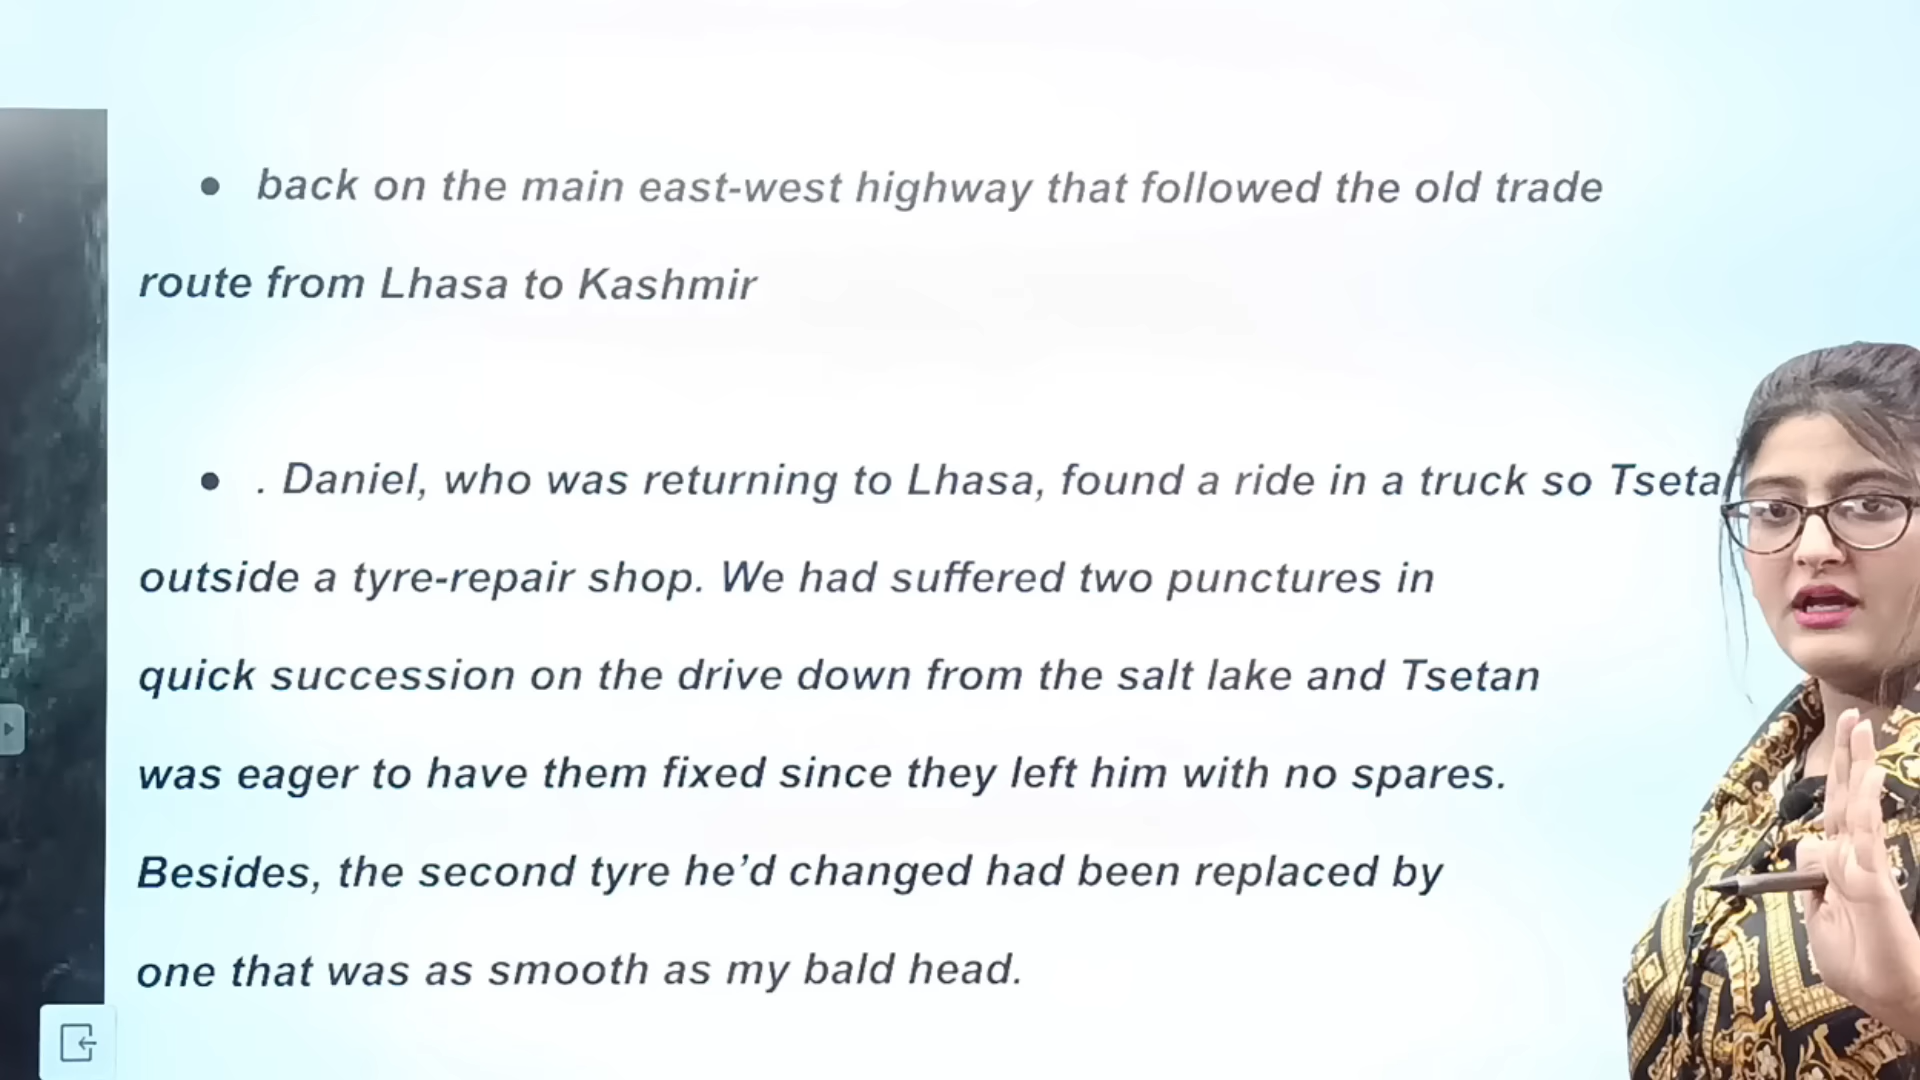 • back on the main east-west highway that followed the old trade
route from Lhasa to Kashmir
• . Daniel, who was returning to Lhasa, found a ride in a truck so
outside a tyre-repair shop. We had suffered two punctures in
quick succession on the drive down from the salt lake and Tsetan
was eager to have them fixed since they left him with no spares.
Besides, the second tyre he’d changed had been replaced by
one that was as smooth as my bald head.